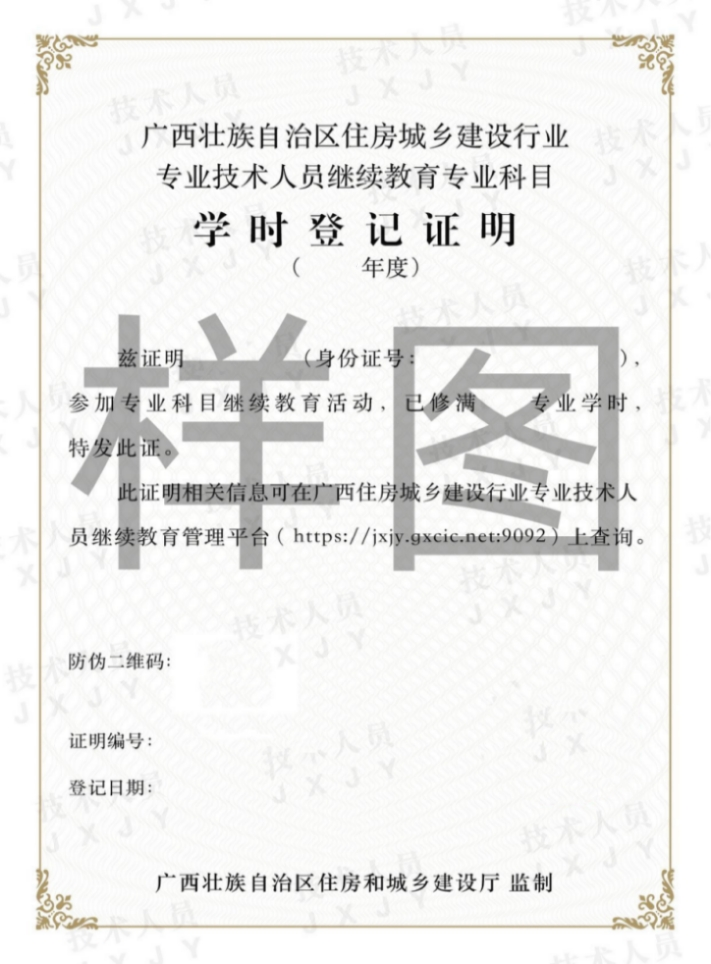 广西壮族自治区住房城乡建设行业
专业技术人员继续教育专业科目
学时登记证明
(    年度)
兹证明        (身份证号:        ),
参加专业科目继续教育活动,已修满    专业学时,
特发此证。
此证明相关信息可在广西住房城乡建设行业专业技术人
员继续教育管理平台(https://jxjy.gxcic.net:9092)上查询。
样图
防伪二维码:
证明编号:
登记日期:
广西壮族自治区住房和城乡建设厅 监制
技术人员
JXJY